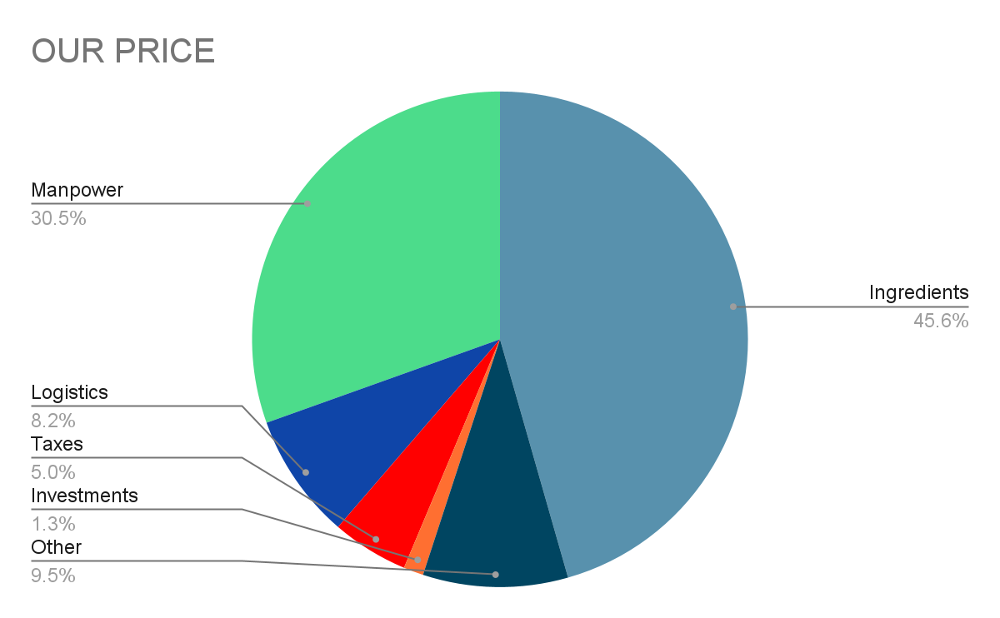 OUR PRICE
Manpower
30.5%
Ingredients
45.6%
Logistics
8.2%
Taxes
5.0%
Investments
1.3%
Other
9.5%